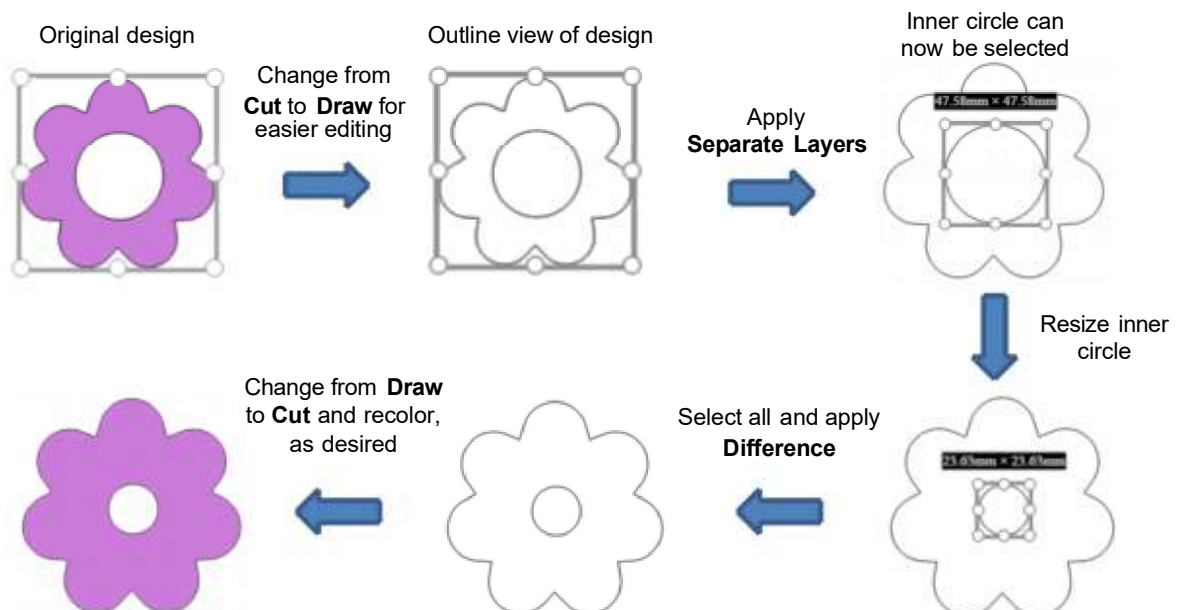 Original design
Change from
Cut to Draw for
easier editing
Outline view of design
Apply
Separate Layers
Inner circle can
now be selected
47.58mm × 47.58mm
Resize inner
circle
23.63mm × 23.63mm
Select all and apply
Difference
Change from Draw
to Cut and recolor,
as desired